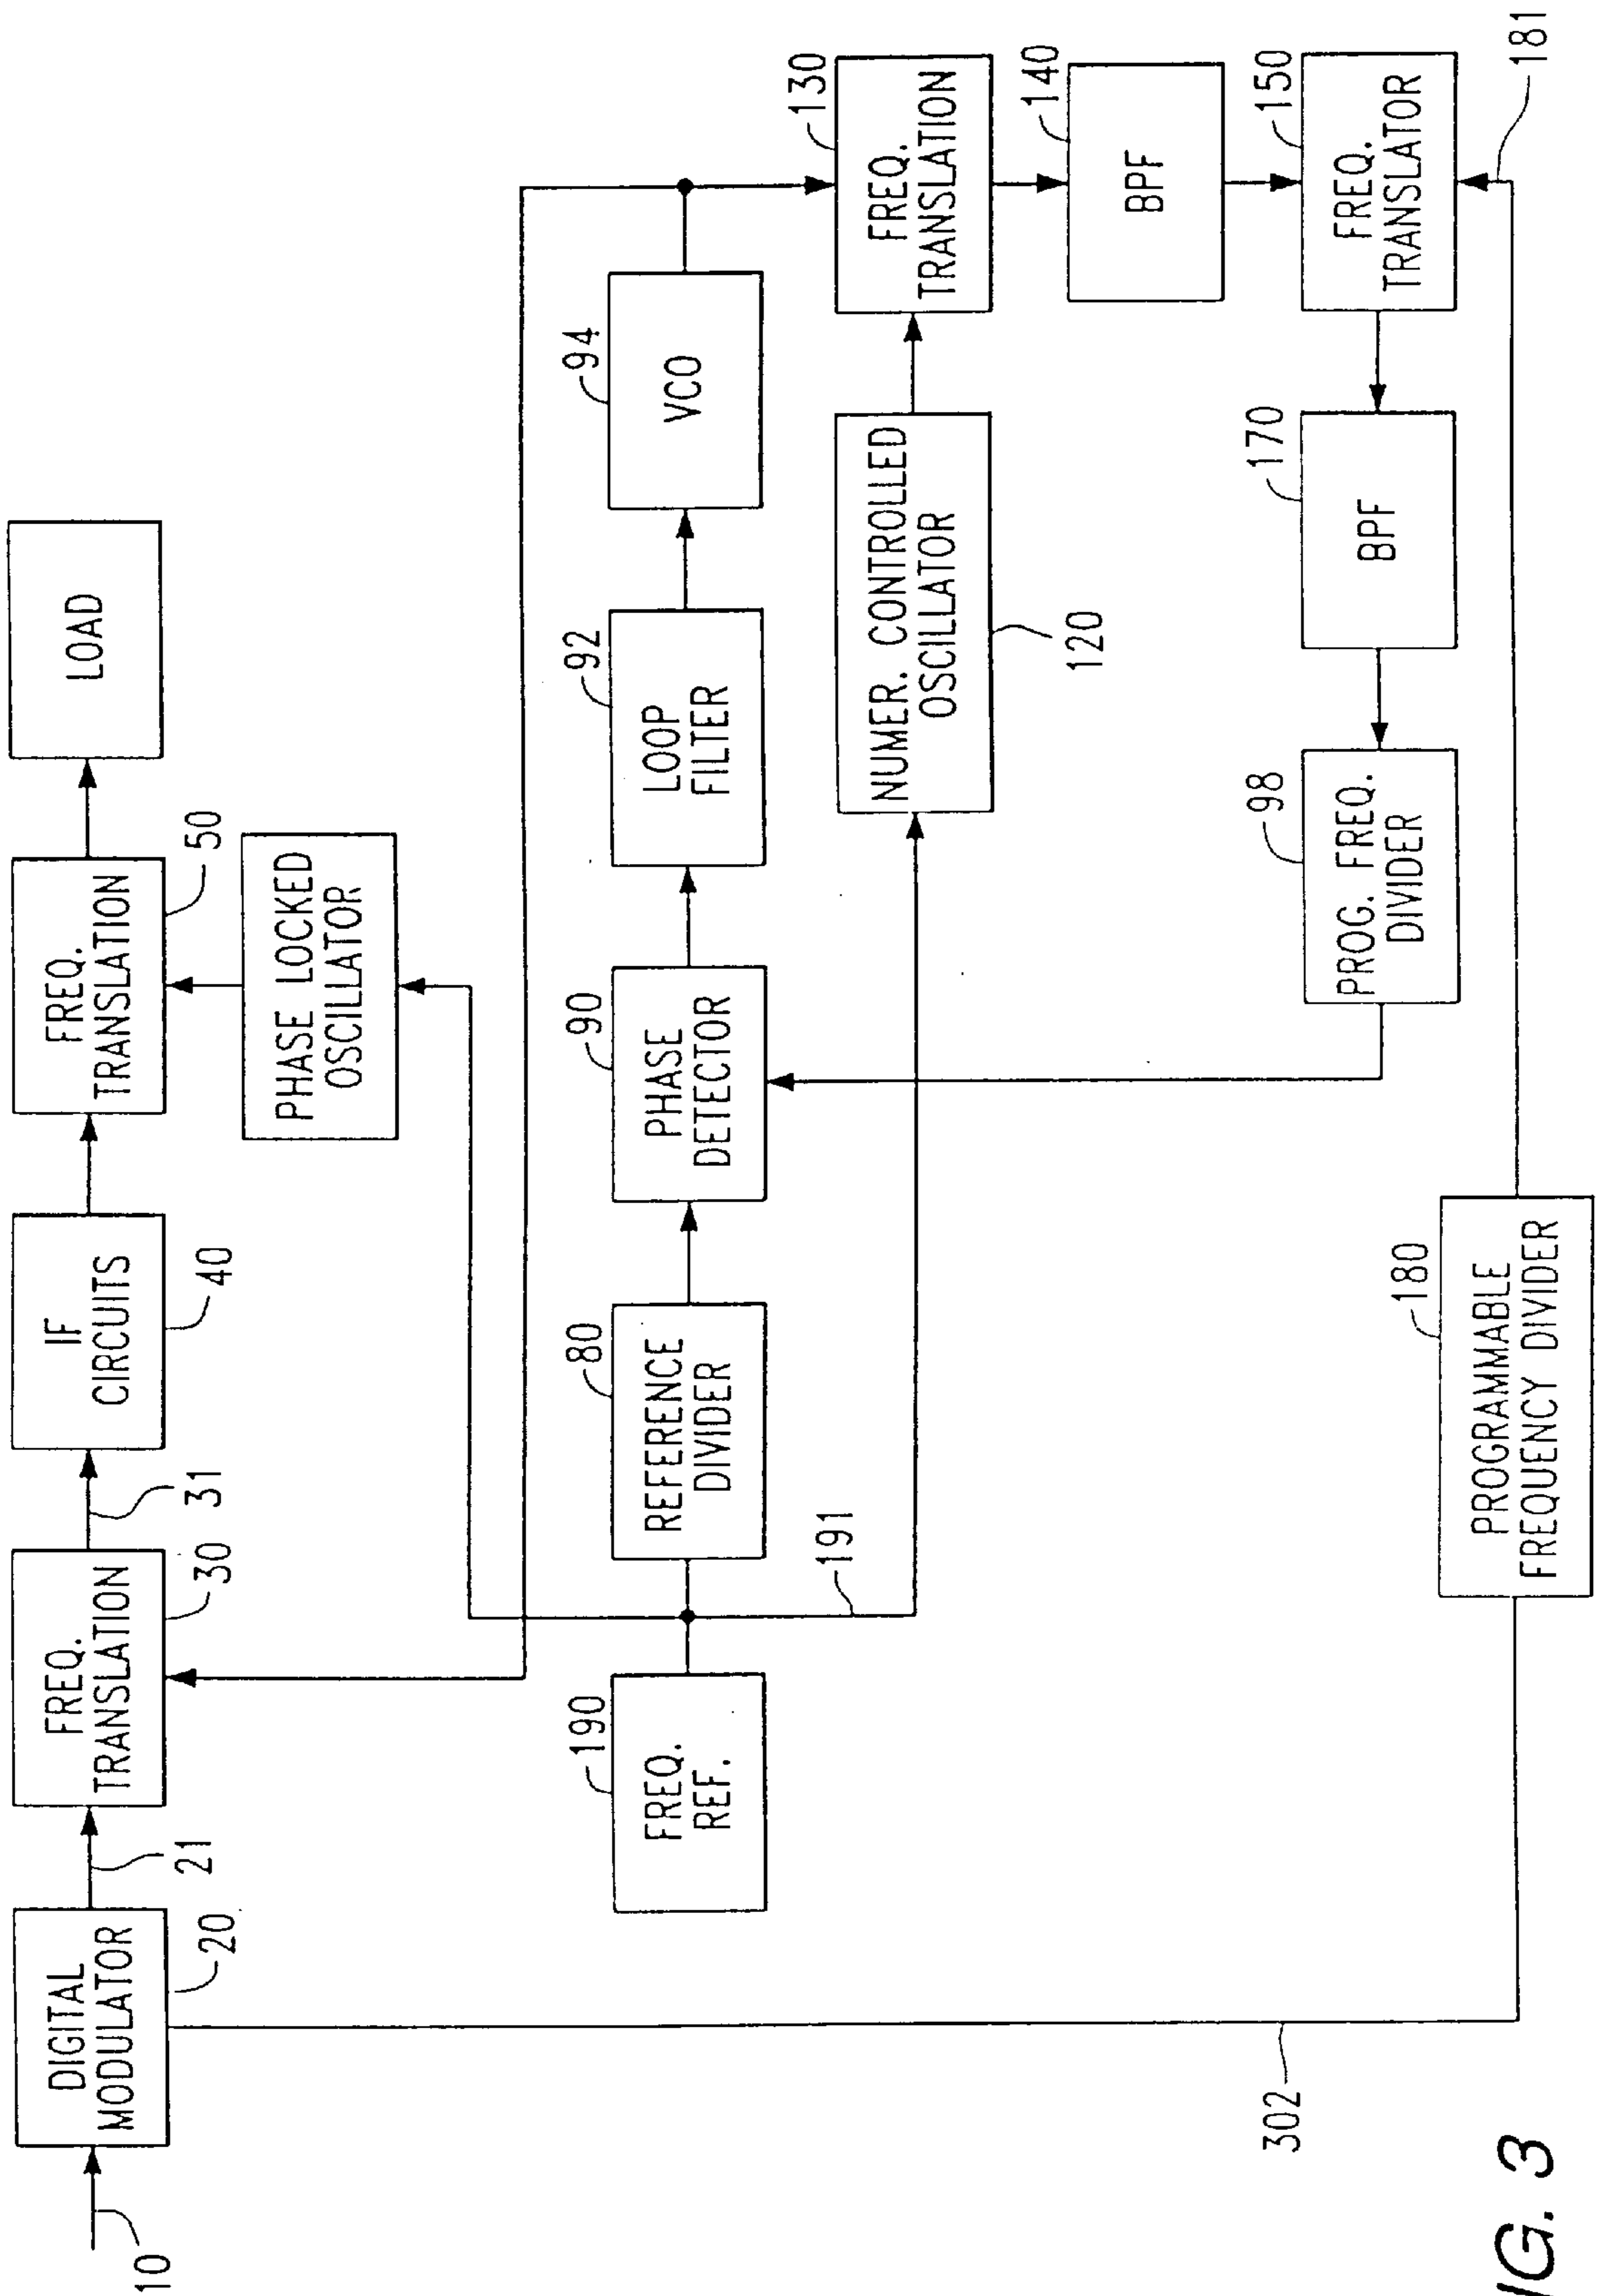 10
DIGITAL
MODULATOR
20
21
FREQ.
TRANSLATION
30
31
IF
CIRCUITS
40
FREQ.
TRANSLATION
50
LOAD
PHASE LOCKED
OSCILLATOR
190
FREQ.
REF.
191
80
REFERENCE
DIVIDER
90
PHASE
DETECTOR
92
LOOP
FILTER
94
VCO
NUMER. CONTROLLED
OSCILLATOR
120
130
FREQ.
TRANSLATION
140
BPF
150
FREQ.
TRANSLATOR
181
170
BPF
98
PROG. FREQ.
DIVIDER
180
PROGRAMMABLE
FREQUENCY DIVIDER
302
IG. 3